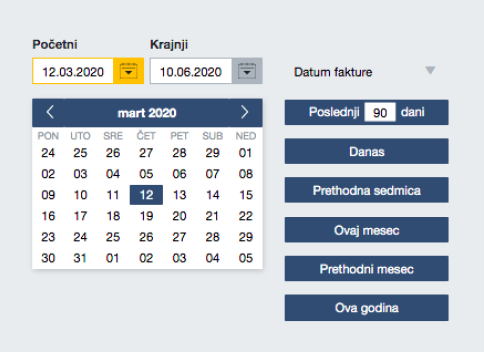 Početni Krajnji
12.03.2020 10.06.2020
Datum fakture
mart 2020
PON UTO SRE ČET PET SUB NED
24 25 26 27 28 29 01
02 03 04 05 06 07 08
09 10 11 12 13 14 15
16 17 18 19 20 21 22
23 24 25 26 27 28 29
30 31 01 02 03 04 05
Poslednji 90 dani
Danas
Prethodna sedmica
Ovaj mesec
Prethodni mesec
Ova godina